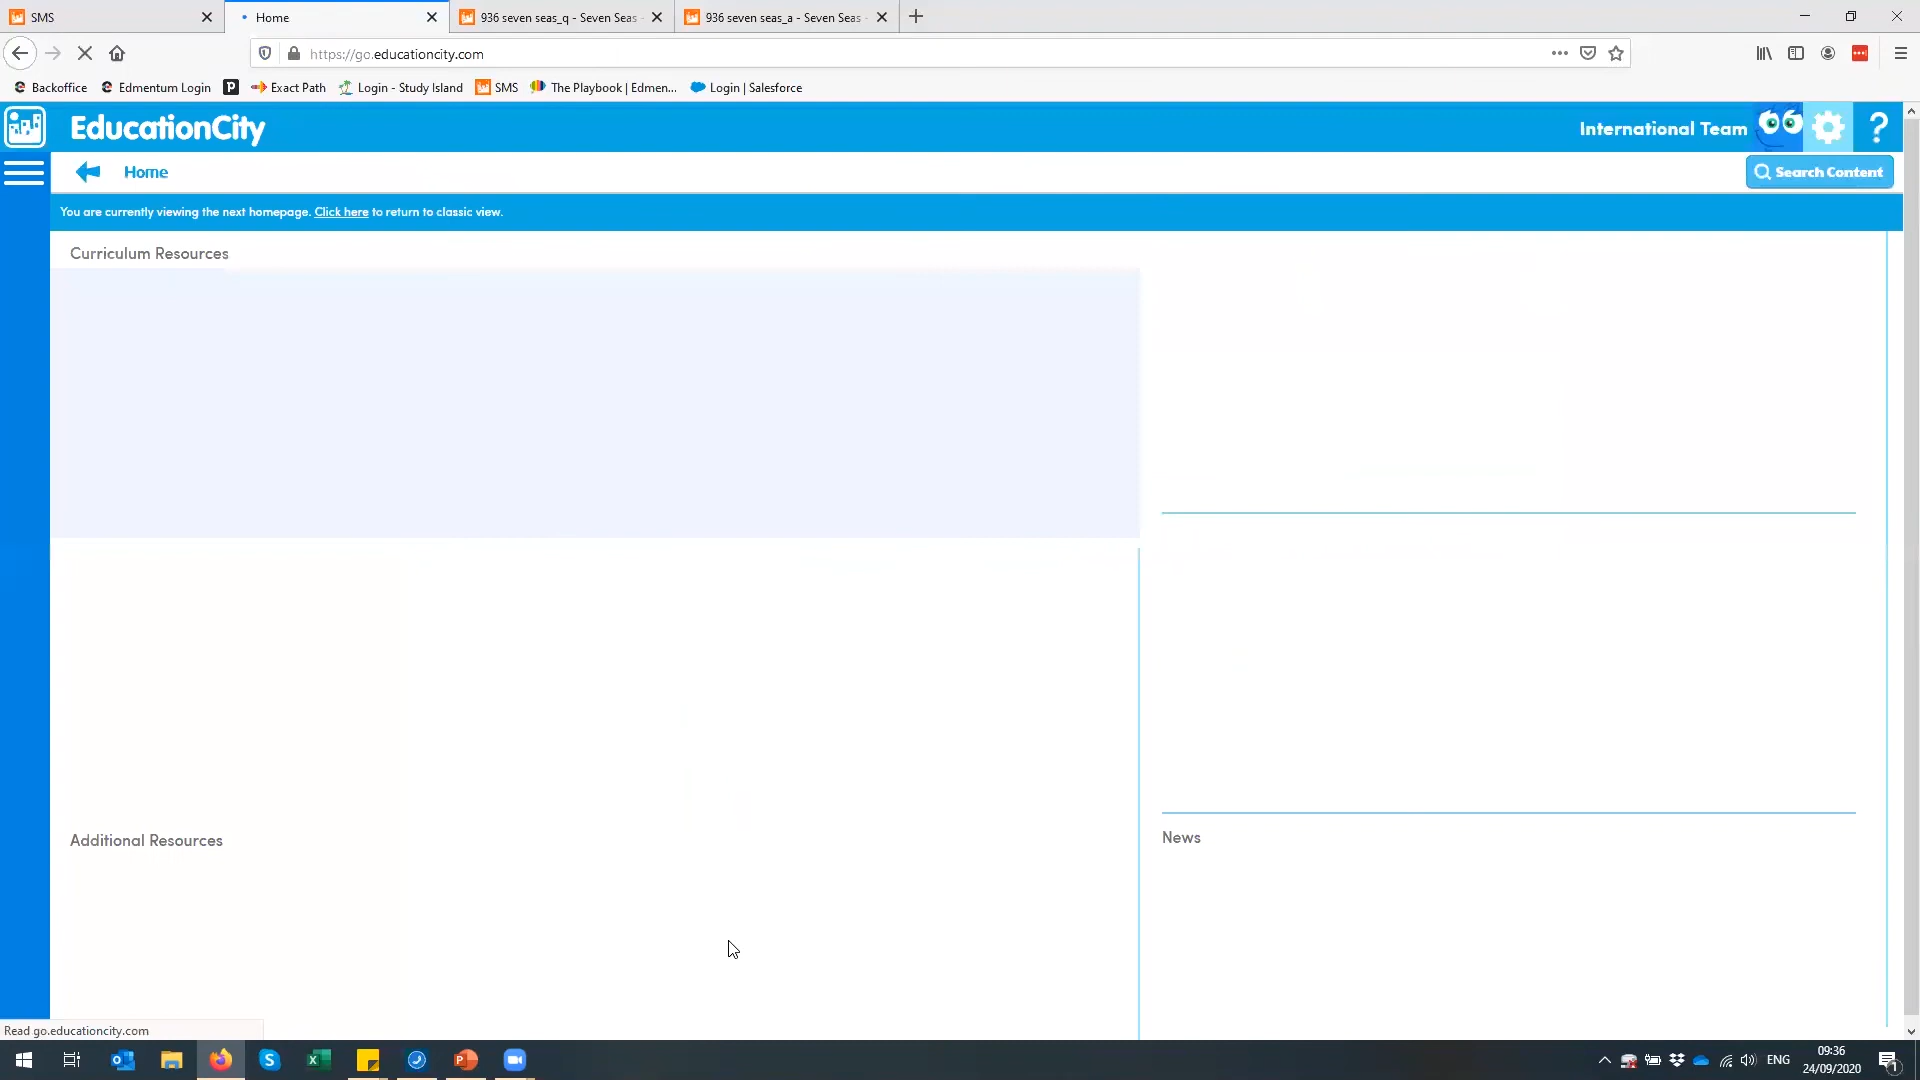 SMS
Home
936 seven seas_q - Seven Seas -
936 seven seas_a - Seven Seas -
https://go.educationcity.com
Backoffice
Edmentum Login
Exact Path
Login - Study Island
SMS
The Playbook | Edmen...
Login | Salesforce
EducationCity
International Team
?
Home
Search Content
You are currently viewing the next homepage. Click here to return to classic view.
Curriculum Resources
Additional Resources
News
Read go.educationcity.com
ENG
09:36
24/09/2020
1